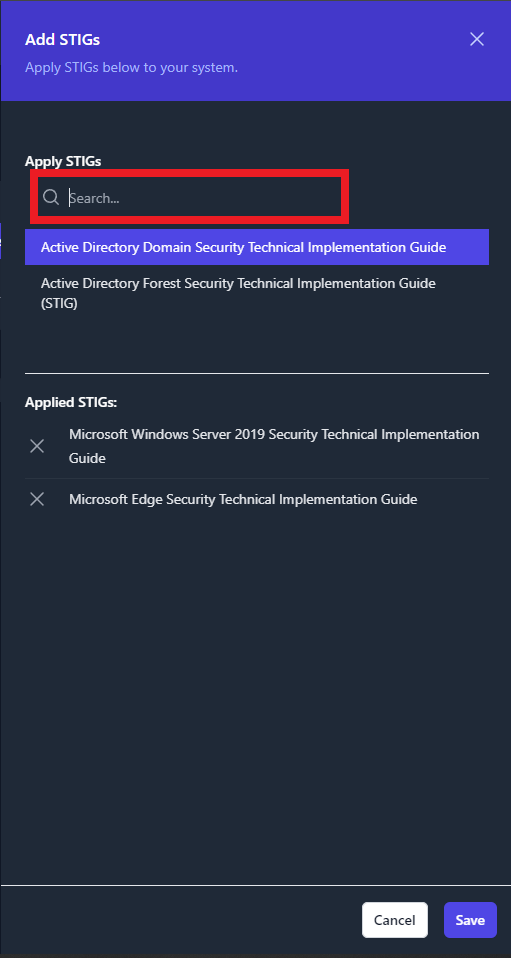 Add STIGs
Apply STIGs below to your system.
Apply STIGs
Search...
Active Directory Domain Security Technical Implementation Guide
Active Directory Forest Security Technical Implementation Guide
(STIG)
Applied STIGs:
Microsoft Windows Server 2019 Security Technical Implementation
Guide
Microsoft Edge Security Technical Implementation Guide
Cancel
Save